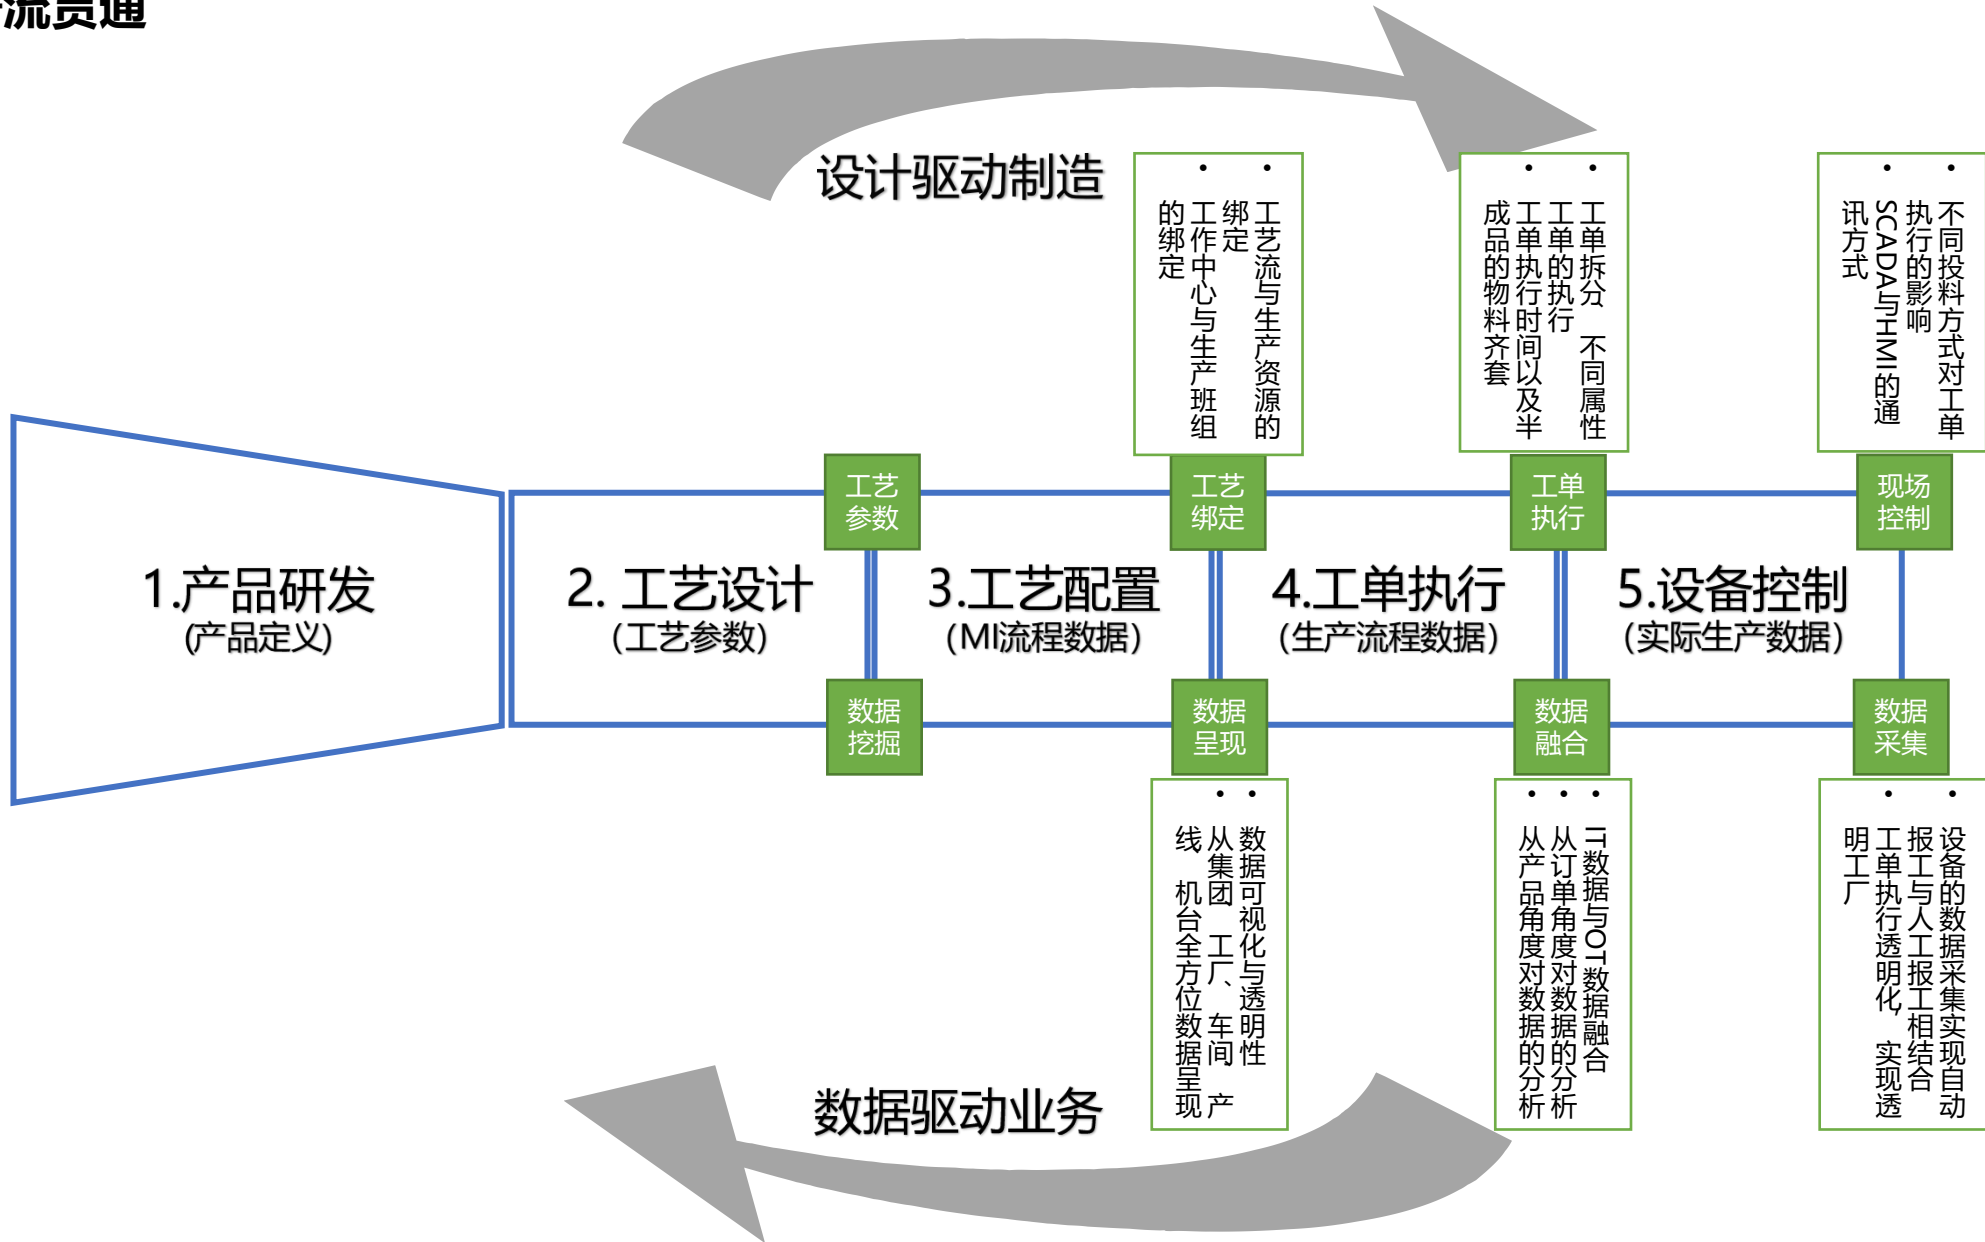 流贯通
设计驱动制造
工艺流与生产资源的
绑定
工作中心与生产班组
的绑定
工单拆分、不同属性
工单的执行
工单执行时间以及半
成品的物料齐套
不同投料方式对工单
执行的影响
SCADA与HMI的通
讯方式
工艺
参数
工艺
绑定
工单
执行
现场
控制
1.产品研发
(产品定义)
2. 工艺设计
（工艺参数）
3.工艺配置
（MI流程数据）
4.工单执行
（生产流程数据）
5.设备控制
（实际生产数据）
数据
挖掘
数据
呈现
数据
融合
数据
采集
数据可视化与透明性
从集团、工厂、车间、产
线、机台全方位数据呈现
IT数据与OT数据融合
从订单角度对数据的分析
从产品角度对数据的分析
设备的数据采集实现自动
报工与人工报工相结合
工单执行透明化，实现透
明工厂
数据驱动业务